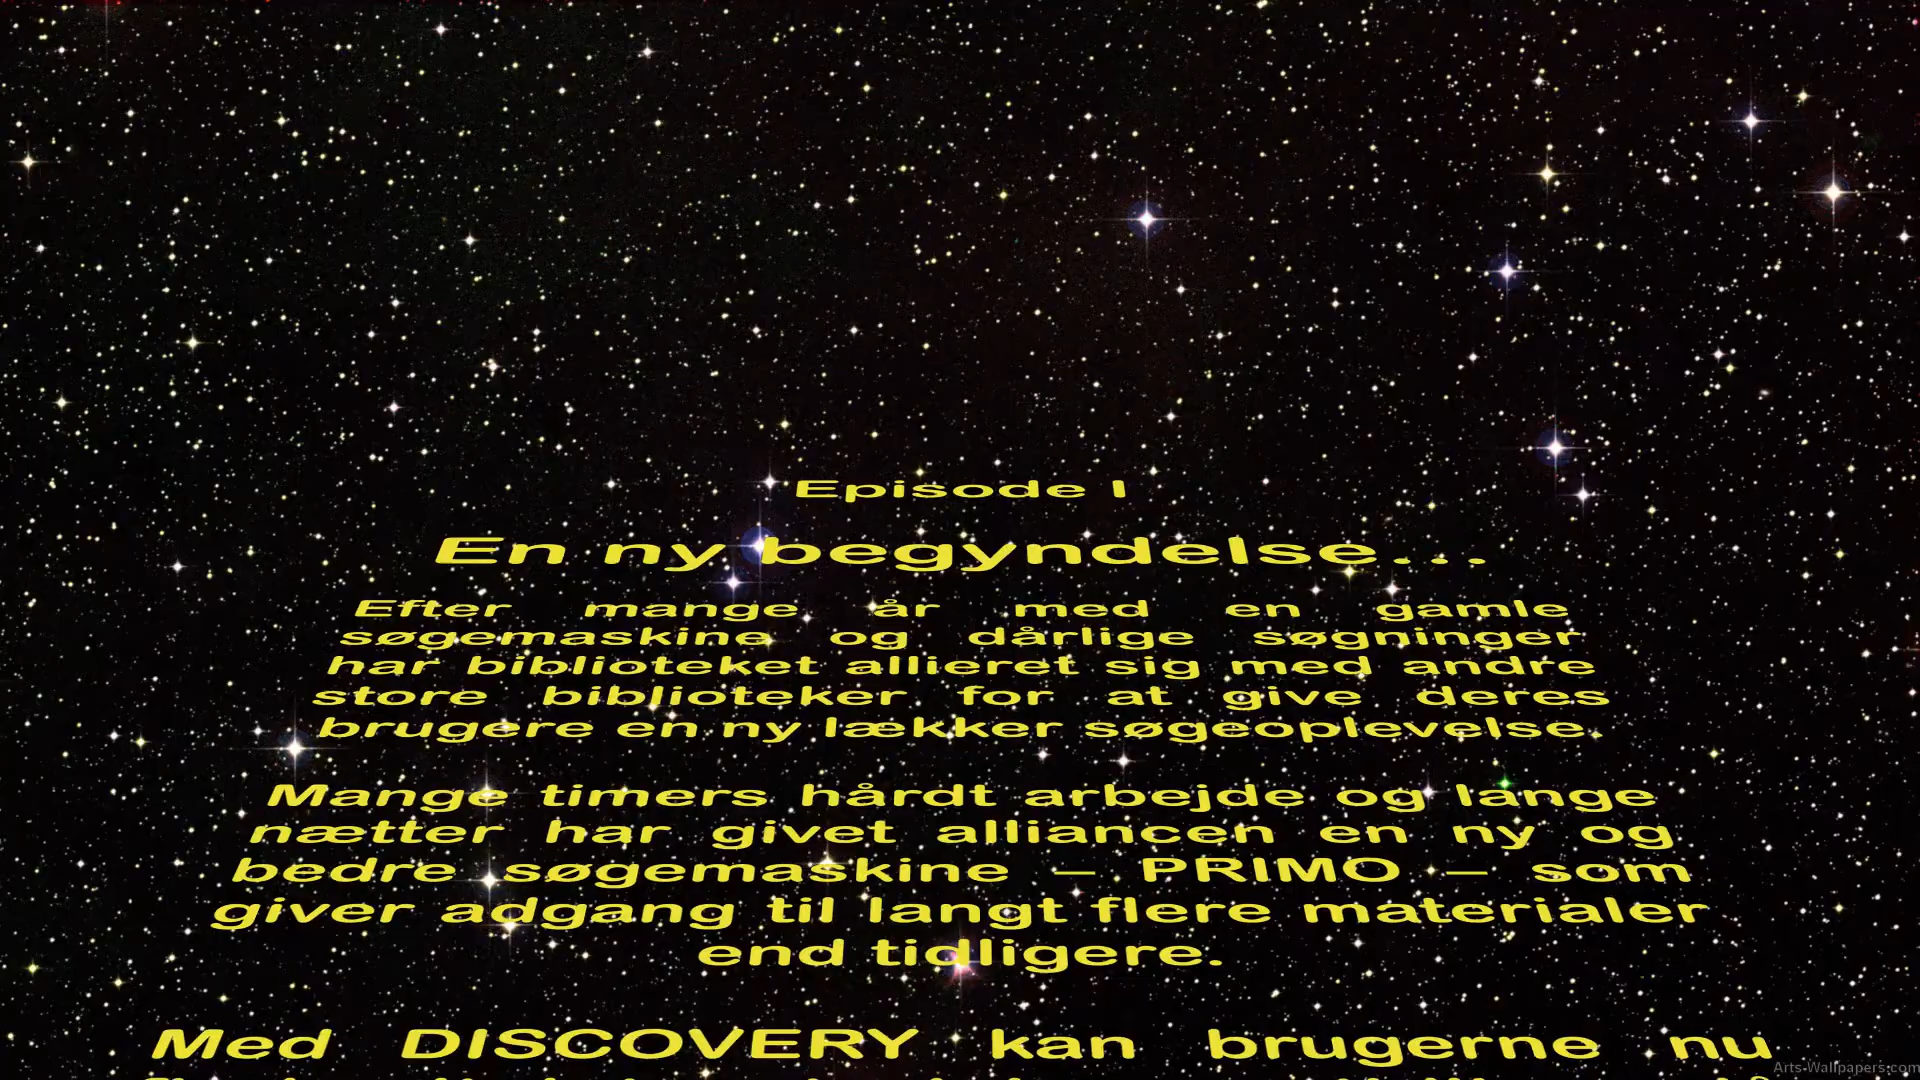 Episode I
En ny begyndelse...
Efter mange år med en gamle
søgemaskine og dårlige søgninger
har biblioteket allieret sig med andre
store biblioteker for at give deres
brugere en ny lækker søgeoplevelse.
Mange timers hårdt arbejde og lange
nætter har givet alliancen en ny og
bedre søgemaskine – PRIMO – som
giver adgang til langt flere materialer
end tidligere.
Med DISCOVERY kan brugerne nu
Arts-Wallpapers.com